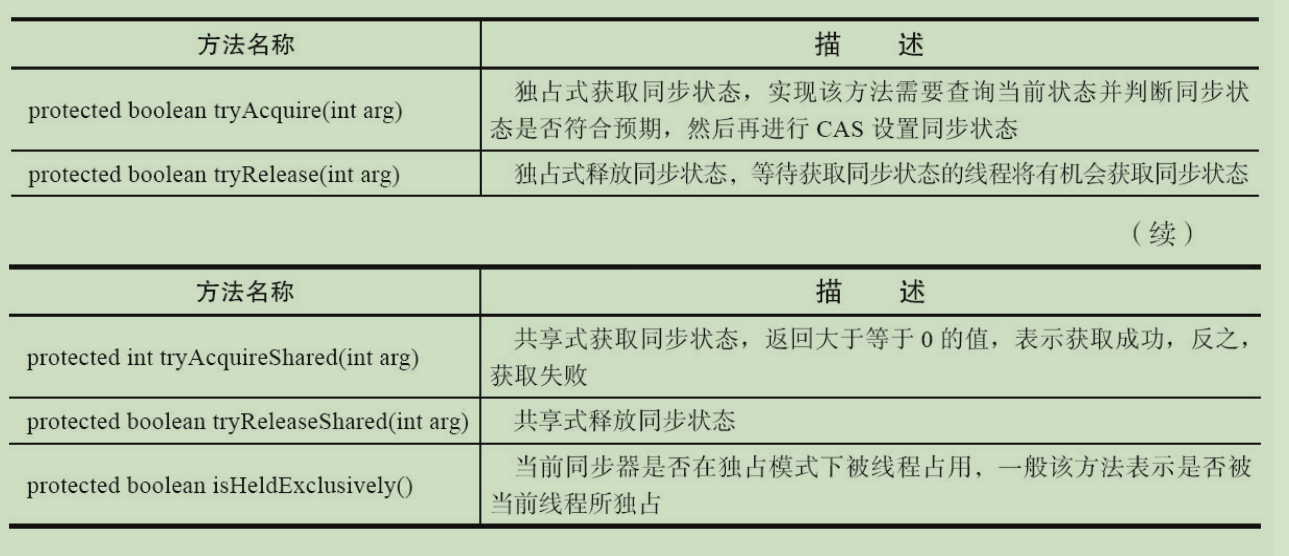 方法名称 描 述
protected boolean tryAcquire(int arg) 独占式获取同步状态，实现该方法需要查询当前状态并判断同步状
态是否符合预期，然后再进行 CAS 设置同步状态
protected boolean tryRelease(int arg) 独占式释放同步状态，等待获取同步状态的线程将有机会获取同步状态
（续）
方法名称 描 述
protected int tryAcquireShared(int arg) 共享式获取同步状态，返回大于等于 0 的值，表示获取成功，反之，
获取失败
protected boolean tryReleaseShared(int arg) 共享式释放同步状态
protected boolean isHeldExclusively() 当前同步器是否在独占模式下被线程占用，一般该方法表示是否被
当前线程所独占